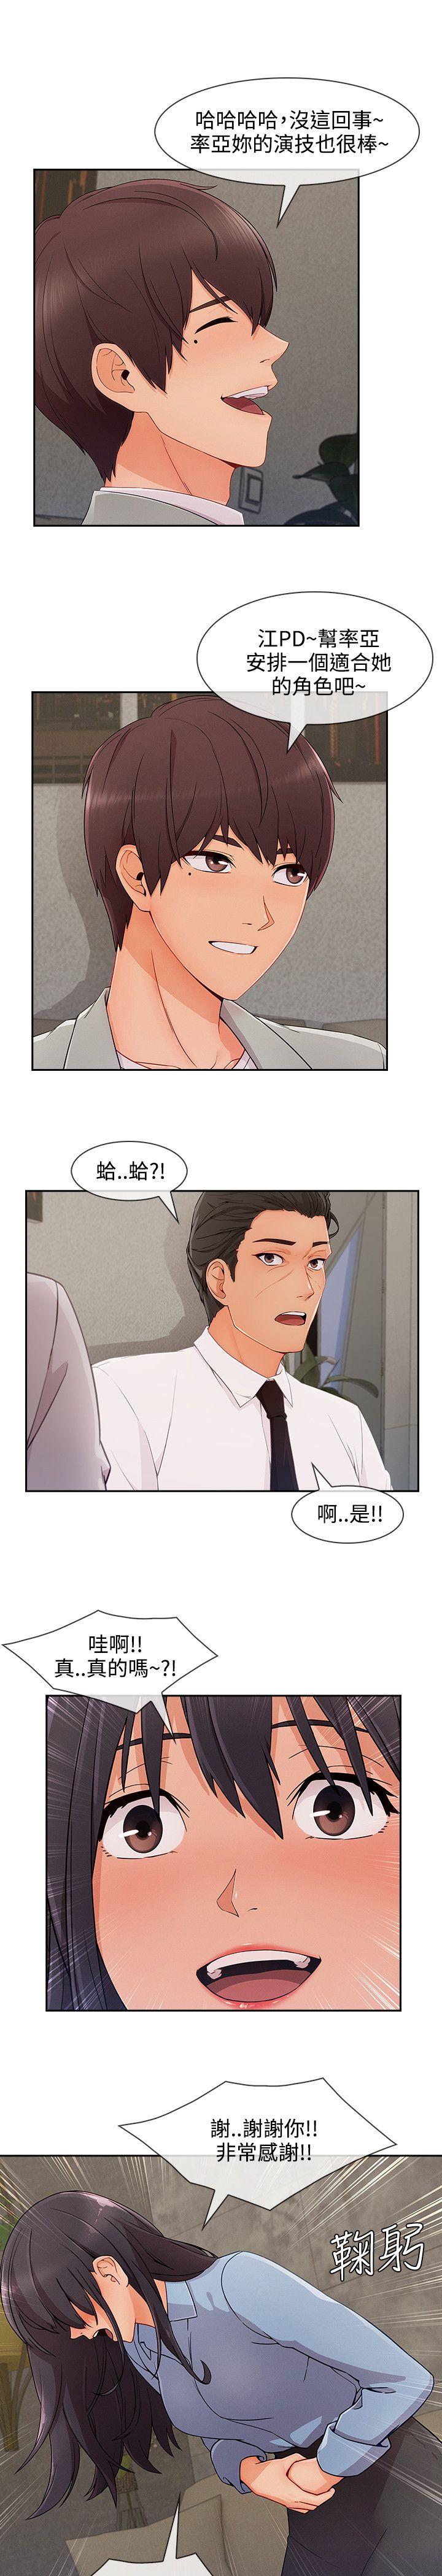 哈哈哈哈，沒這回事~
率亞妳的演技也很棒~
江PD~幫率亞
安排一個適合她
的角色吧~
蛤..蛤?!
啊..是!!
哇啊!!
真..真的嗎~?!
謝..謝謝你!!
非常感謝!!
鞠躬